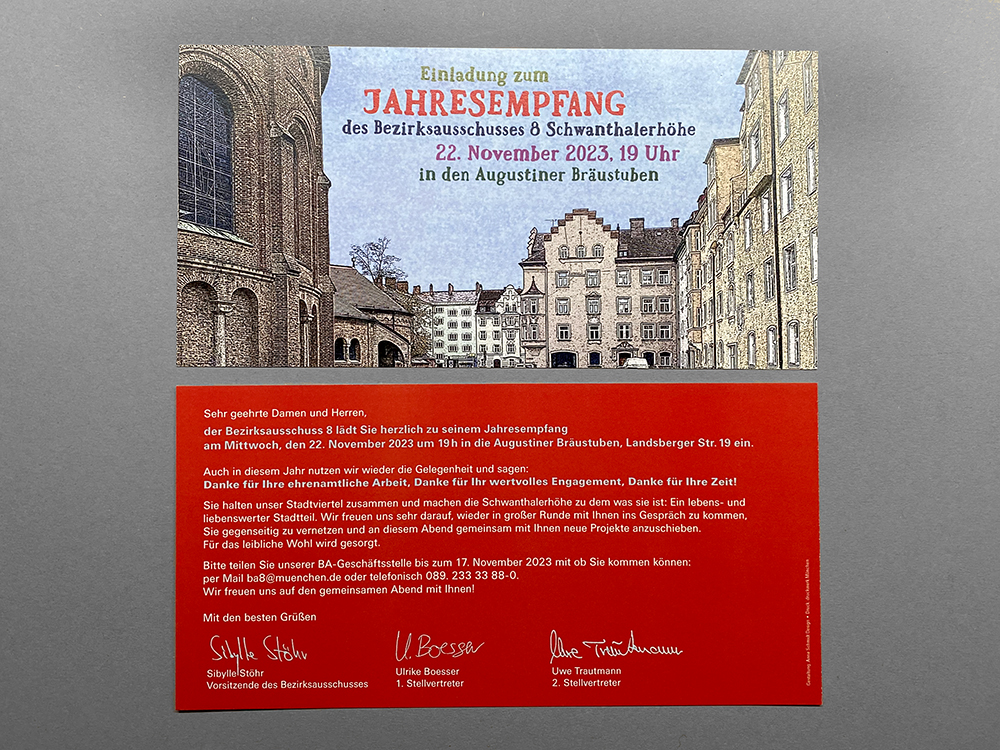 Einladung zum
JAHRESEMPFANG
des Bezirksausschusses 8 Schwanthalerhöhe
22. November 2023, 19 Uhr
in den Augustiner Bräustuben
Sehr geehrte Damen und Herren,
der Bezirksausschuss 8 lädt Sie herzlich zu seinem Jahresempfang
am Mittwoch, den 22. November 2023 um 19 h in die Augustiner Bräustuben, Landsberger Str. 19 ein.
Auch in diesem Jahr nutzen wir wieder die Gelegenheit und sagen:
Danke für Ihre ehrenamtliche Arbeit, Danke für Ihr wertvolles Engagement, Danke für Ihre Zeit!
Sie halten unser Stadtviertel zusammen und machen die Schwanthalerhöhe zu dem was sie ist: Ein lebens- und
liebenswerter Stadtteil. Wir freuen uns sehr darauf, wieder in großer Runde mit Ihnen ins Gespräch zu kommen,
Sie gegenseitig zu vernetzen und an diesem Abend gemeinsam mit Ihnen neue Projekte anzuschieben.
Für das leibliche Wohl wird gesorgt.
Bitte teilen Sie unserer BA-Geschäftsstelle bis zum 17. November 2023 mit ob Sie kommen können:
per Mail ba8@muenchen.de oder telefonisch 089. 233 33 88-0.
Wir freuen uns auf den gemeinsamen Abend mit Ihnen!
Mit den besten Grüßen
Sibylle Stöhr
U. Boesser
Uwe Trautmann
Sibylle Stöhr
Vorsitzende des Bezirksausschusses
Ulrike Boesser
1. Stellvertreter
Uwe Trautmann
2. Stellvertreter
Gestaltung: Anna Schmid Design • Druck: druckwerk München